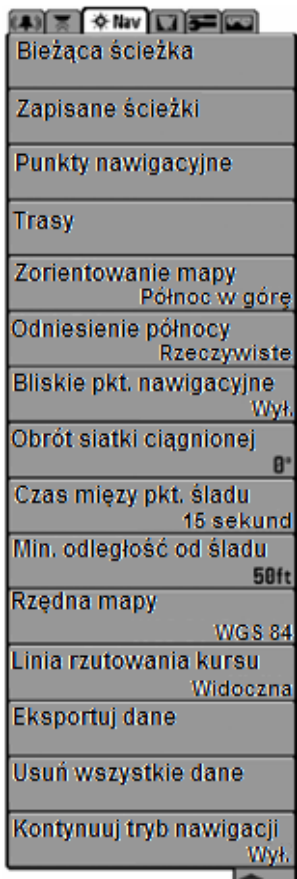 Nav
Bieżąca ścieżka
Zapisane ścieżki
Punkty nawigacyjne
Trasy
Zorientowanie mapy
Północ w górę
Odniesienie północy
Rzeczywiste
Bliskie pkt. nawigacyjne
Wył.
Obrót siatki ciągnionej
0°
Czas między pkt. śladu
15 sekund
Min. odległość od śladu
50ft
Rzędna mapy
WGS 84
Linia rzutowania kursu
Widoczna
Eksportuj dane
Usuń wszystkie dane
Kontynuuj tryb nawigacji
Wył.